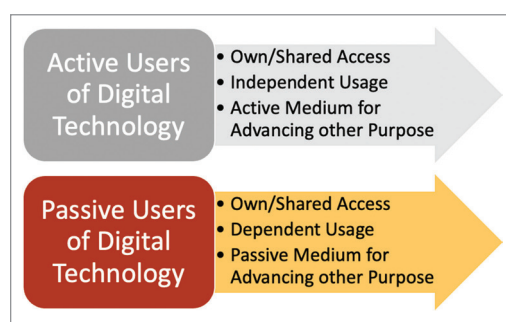 Active Users
of Digital
Technology
• Own/Shared Access
• Independent Usage
• Active Medium for
Advancing other Purpose
Passive Users
of Digital
Technology
• Own/Shared Access
• Dependent Usage
• Passive Medium for
Advancing other Purpose